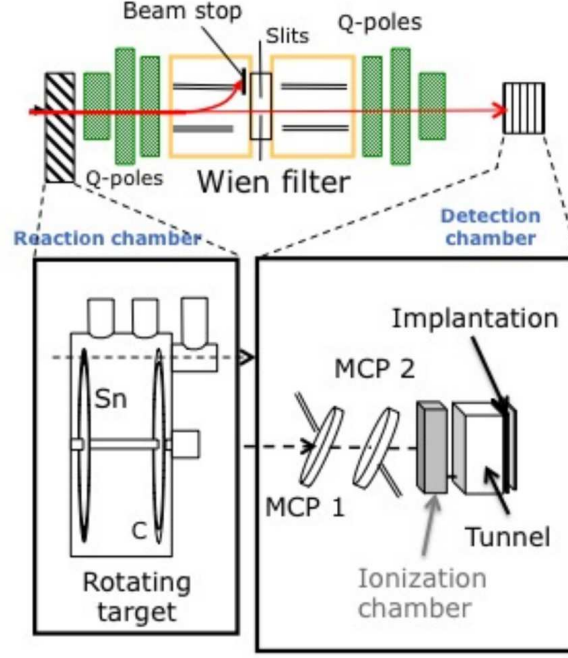 Beam stop
Q-poles
Slits
Q-poles
Wien filter
Reaction chamber
Detection
chamber
Implantation
MCP 2
Sn
MCP 1
C
Tunnel
Rotating
target
Ionization
chamber